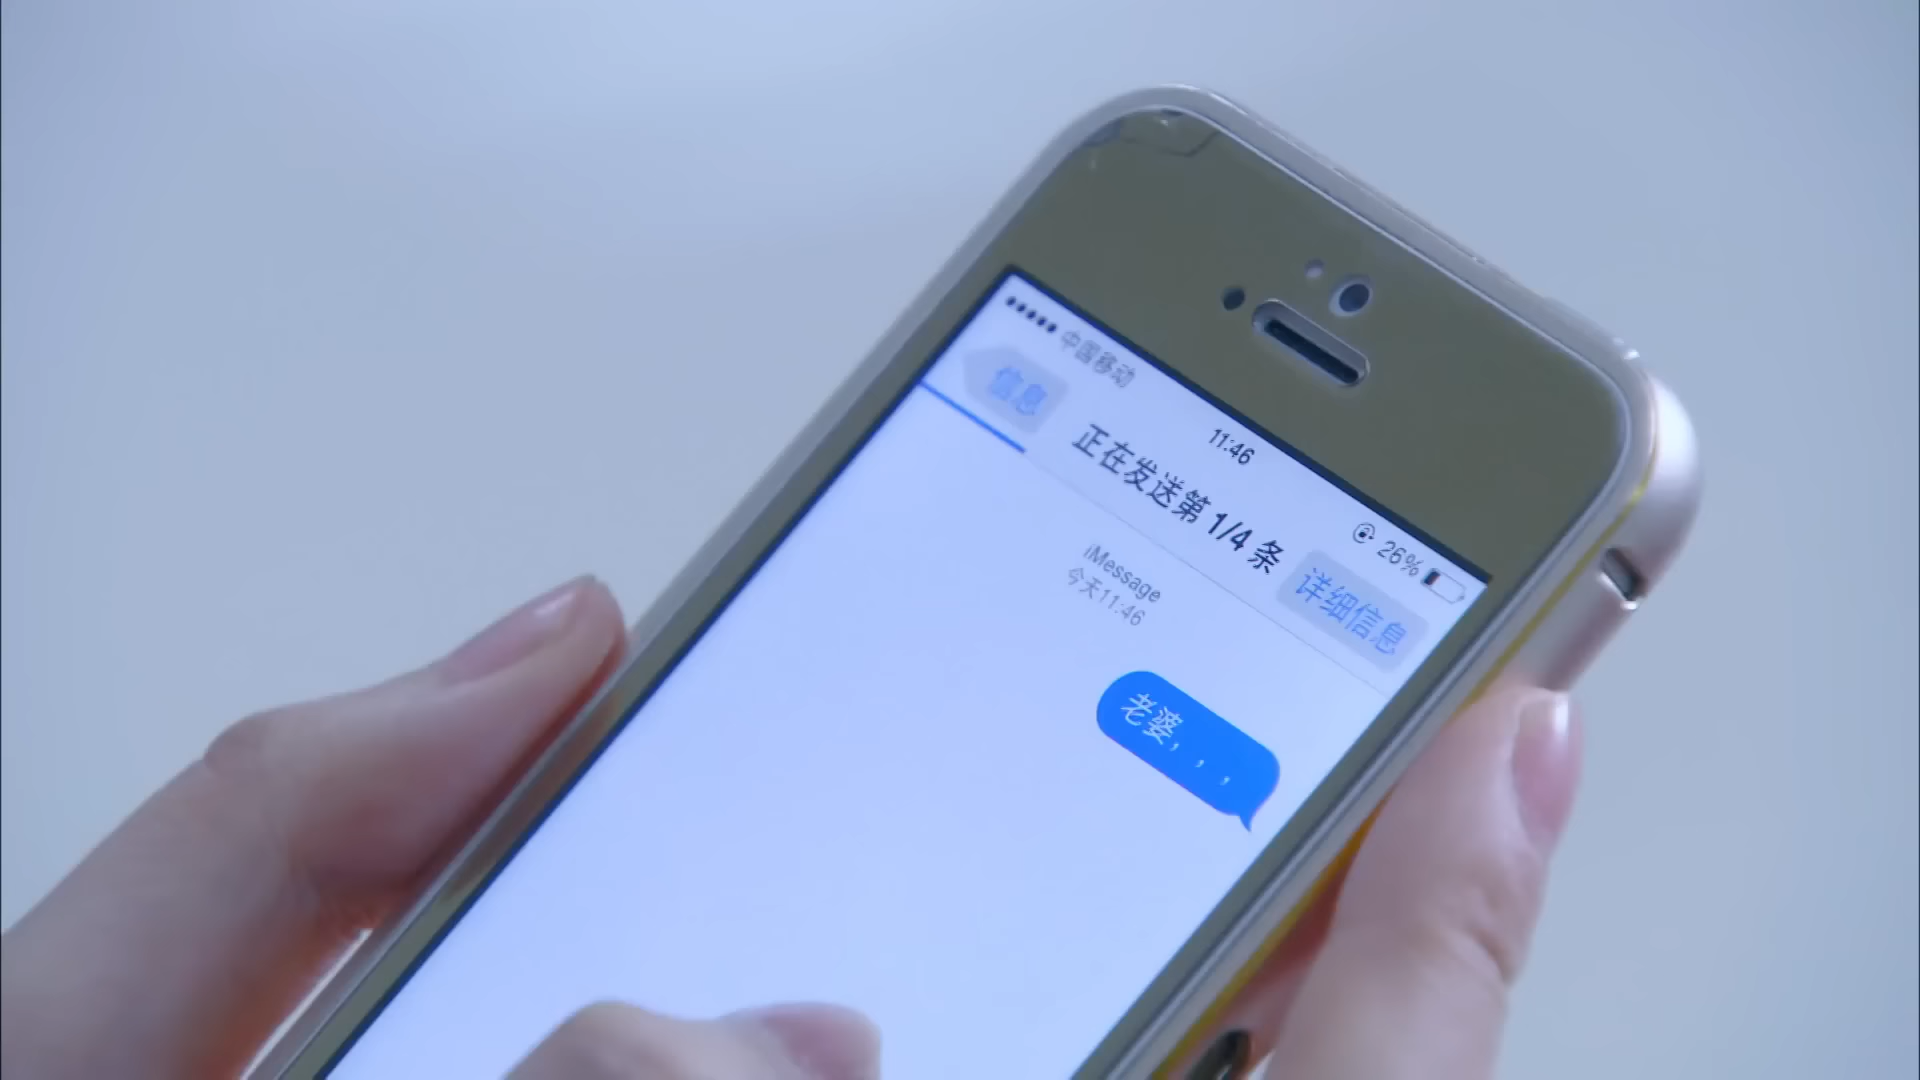 中国移动
11:46
26%
信息
正在发送第 1/4 条
详细信息
iMessage
今天11:46
老婆，，，